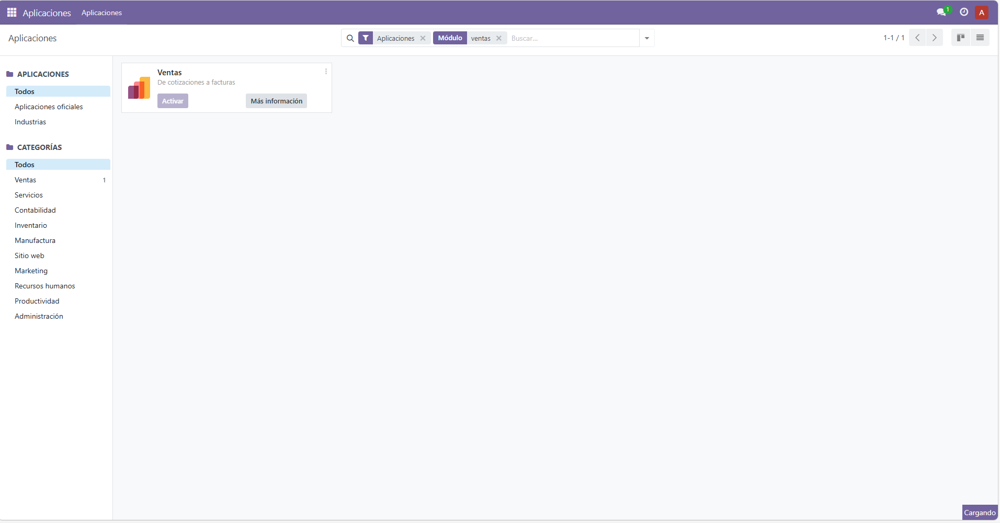 Aplicaciones
Aplicaciones
1
A
Aplicaciones
Aplicaciones
Módulo
ventas
Buscar...
1-1 / 1
APLICACIONES
Todos
Aplicaciones oficiales
Industrias
CATEGORÍAS
Todos
Ventas 1
Servicios
Contabilidad
Inventario
Manufactura
Sitio web
Marketing
Recursos humanos
Productividad
Administración
Ventas
De cotizaciones a facturas
Activar
Más información
Cargando